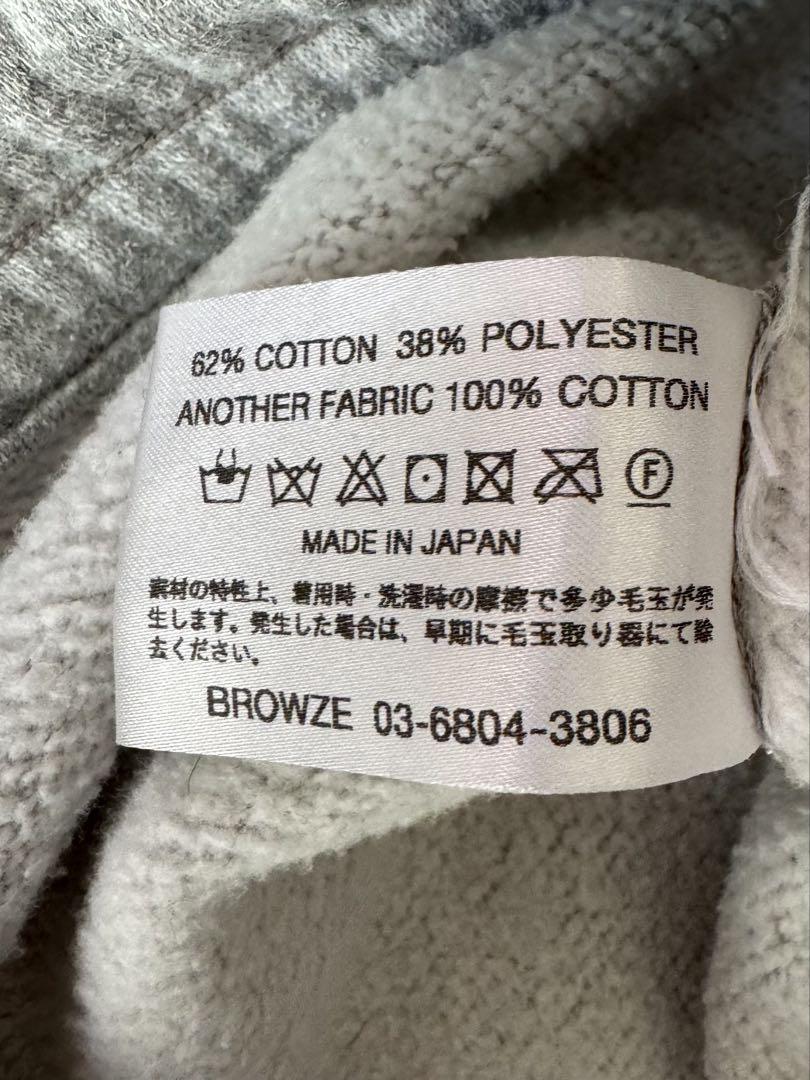 62% COTTON 38% POLYESTER
ANOTHER FABRIC 100% COTTON
F
MADE IN JAPAN
素材の特性上、着用時・洗濯時の摩擦で多少毛玉が発
生します。発生した場合は、早期に毛玉取り器にて除
去ください。
BROWZE 03-6804-3806